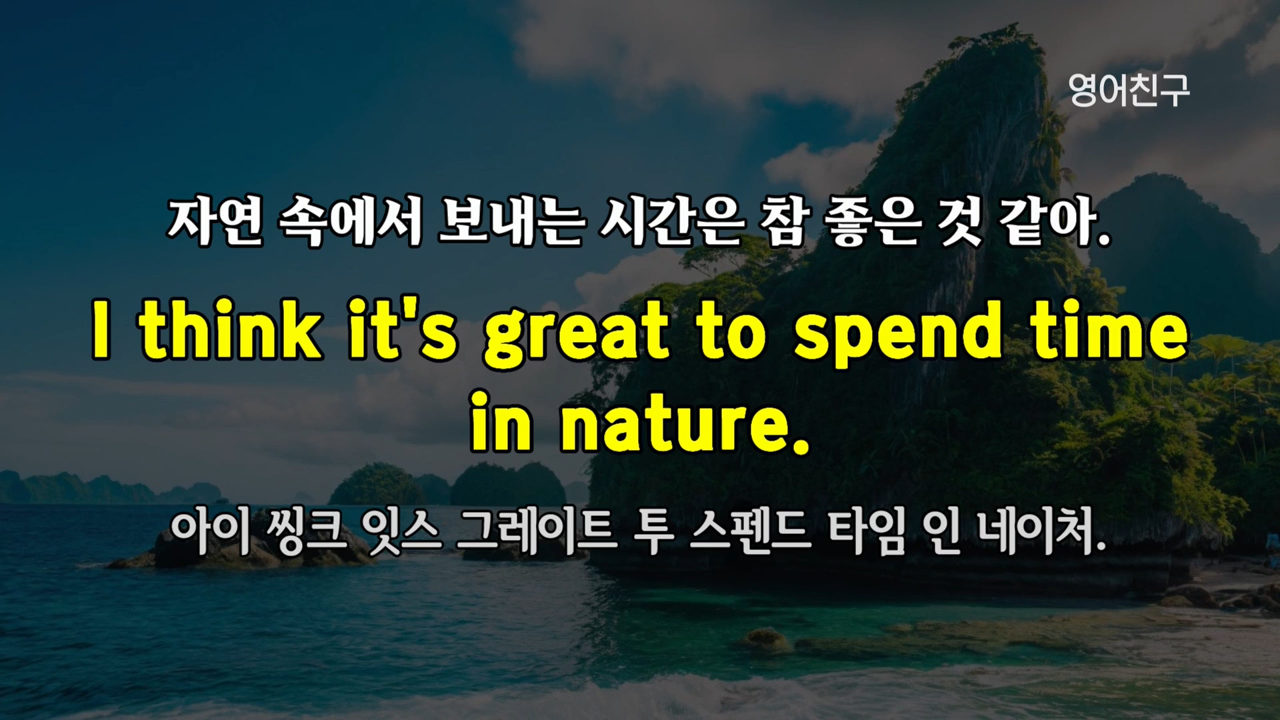 영어친구
자연 속에서 보내는 시간은 참 좋은 것 같아.
I think it's great to spend time
in nature.
아이 씽크 잇스 그레이트 투 스펜드 타임 인 네이처.